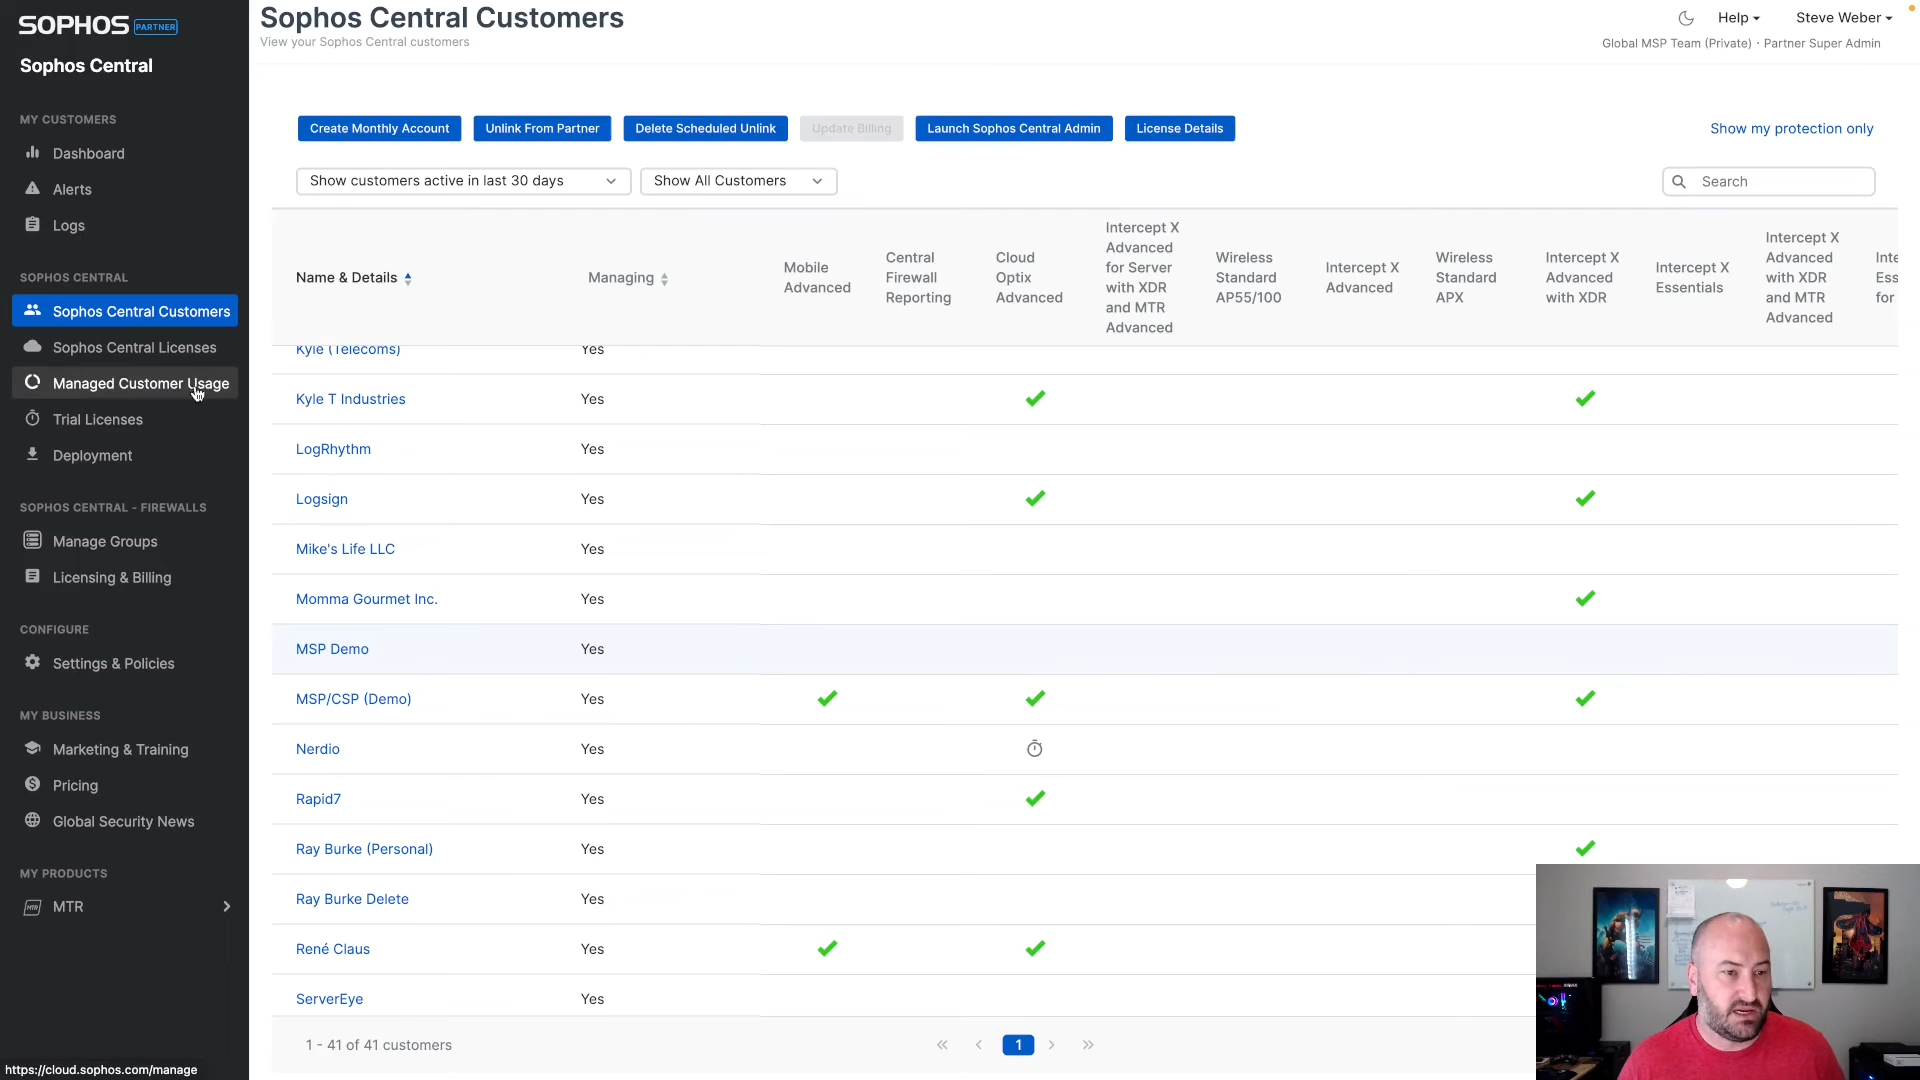 SOPHOS PARTNER
Sophos Central
MY CUSTOMERS
Dashboard
Alerts
Logs
SOPHOS CENTRAL
Sophos Central Customers
Sophos Central Licenses
Managed Customer Usage
Trial Licenses
Deployment
SOPHOS CENTRAL - FIREWALLS
Manage Groups
Licensing & Billing
CONFIGURE
Settings & Policies
MY BUSINESS
Marketing & Training
Pricing
Global Security News
MY PRODUCTS
MTR
https://cloud.sophos.com/manage
Sophos Central Customers
View your Sophos Central customers
Help
Steve Weber
Global MSP Team (Private) · Partner Super Admin
Create Monthly Account
Unlink From Partner
Delete Scheduled Unlink
Update Billing
Launch Sophos Central Admin
License Details
Show my protection only
Show customers active in last 30 days
Show All Customers
Search
Name & Details
Managing
Mobile
Advanced
Central
Firewall
Reporting
Cloud
Optix
Advanced
Intercept X
Advanced
for Server
with XDR
and MTR
Advanced
Wireless
Standard
AP55/100
Intercept X
Advanced
Wireless
Standard
APX
Intercept X
Advanced
with XDR
Intercept X
Essentials
Intercept X
Advanced
with XDR
and MTR
Advanced
Inte
Ess
for
Kyle (Telecoms) Yes
Kyle T Industries Yes
LogRhythm Yes
Logsign Yes
Mike's Life LLC Yes
Momma Gourmet Inc. Yes
MSP Demo Yes
MSP/CSP (Demo) Yes
Nerdio Yes
Rapid7 Yes
Ray Burke (Personal) Yes
Ray Burke Delete Yes
René Claus Yes
ServerEye Yes
1 - 41 of 41 customers
1